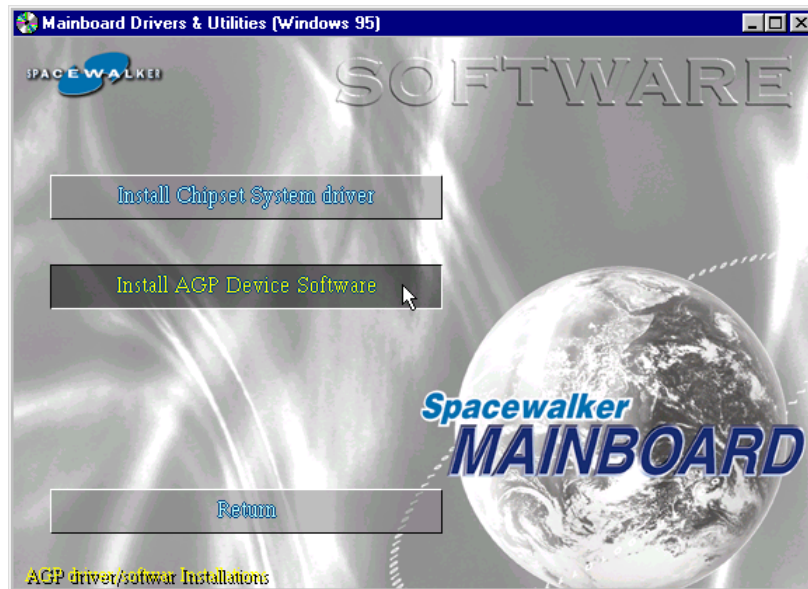 Mainboard Drivers & Utilities (Windows 95)
SPACEWALKER
SOFTWARE
Install Chipset System driver
Install AGP Device Software
Spacewalker
MAINBOARD
Return
AGP driver/softwar Installations